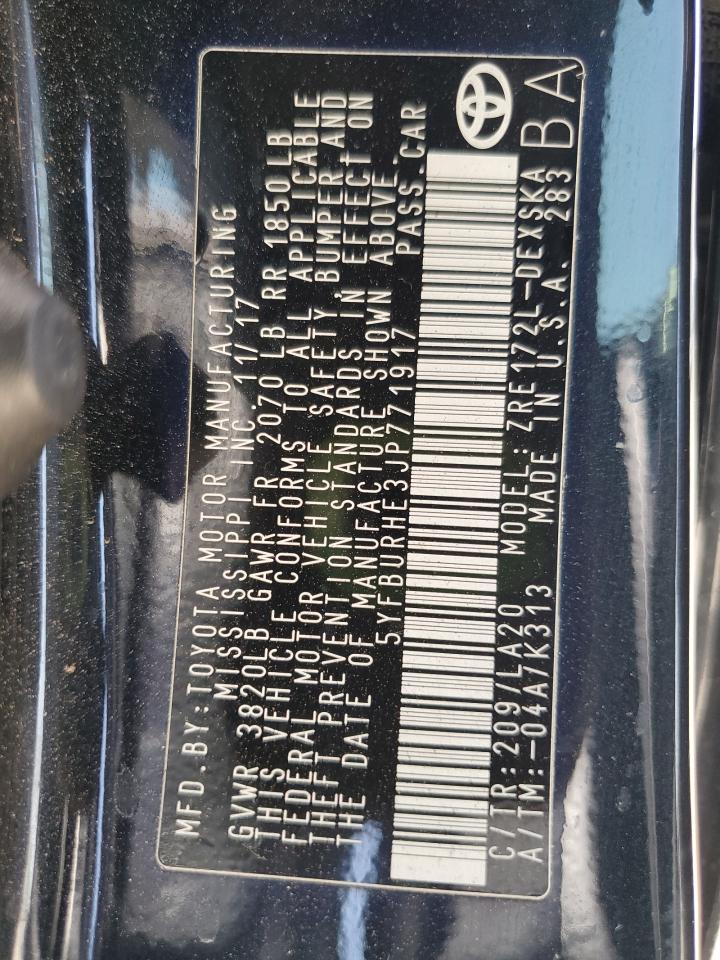 MFD.BY:TOYOTA MOTOR MANUFACTURING
MISSISSIPPI INC. 11/17
GVWR 3820LB GAWR FR 2070 LB RR 1850LB
THIS VEHICLE CONFORMS TO ALL APPLICABLE
FEDERAL MOTOR VEHICLE SAFETY BUMPER AND
THEFT PREVENTION STANDARDS IN EFFECT ON
THE DATE OF MANUFACTURE SHOWN ABOVE.
5YFBURHE3JP771917 PASS.CAR
C/TR:209/LA20 MODEL:ZRE172L-DEXSKA
A/TM:-04A/K313 MADE IN U.S.A. 283
BA